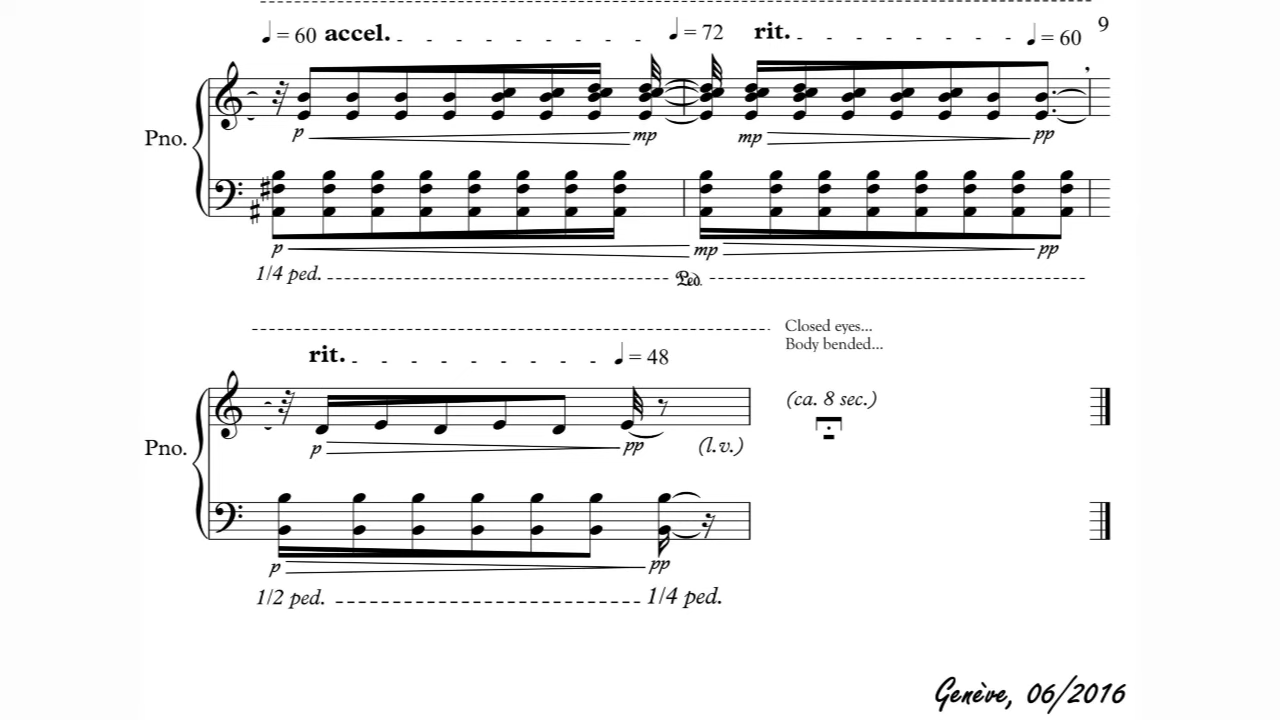 ♩ = 60 accel. ♩ = 72 rit. ♩ = 60 9
Pno.
p mp mp pp
p mp pp
1/4 ped. Ped.
Closed eyes...
Body bended...
rit. ♩ = 48
(ca. 8 sec.)
Pno.
p pp (l.v.)
p pp
1/2 ped. 1/4 ped.
Genève, 06/2016